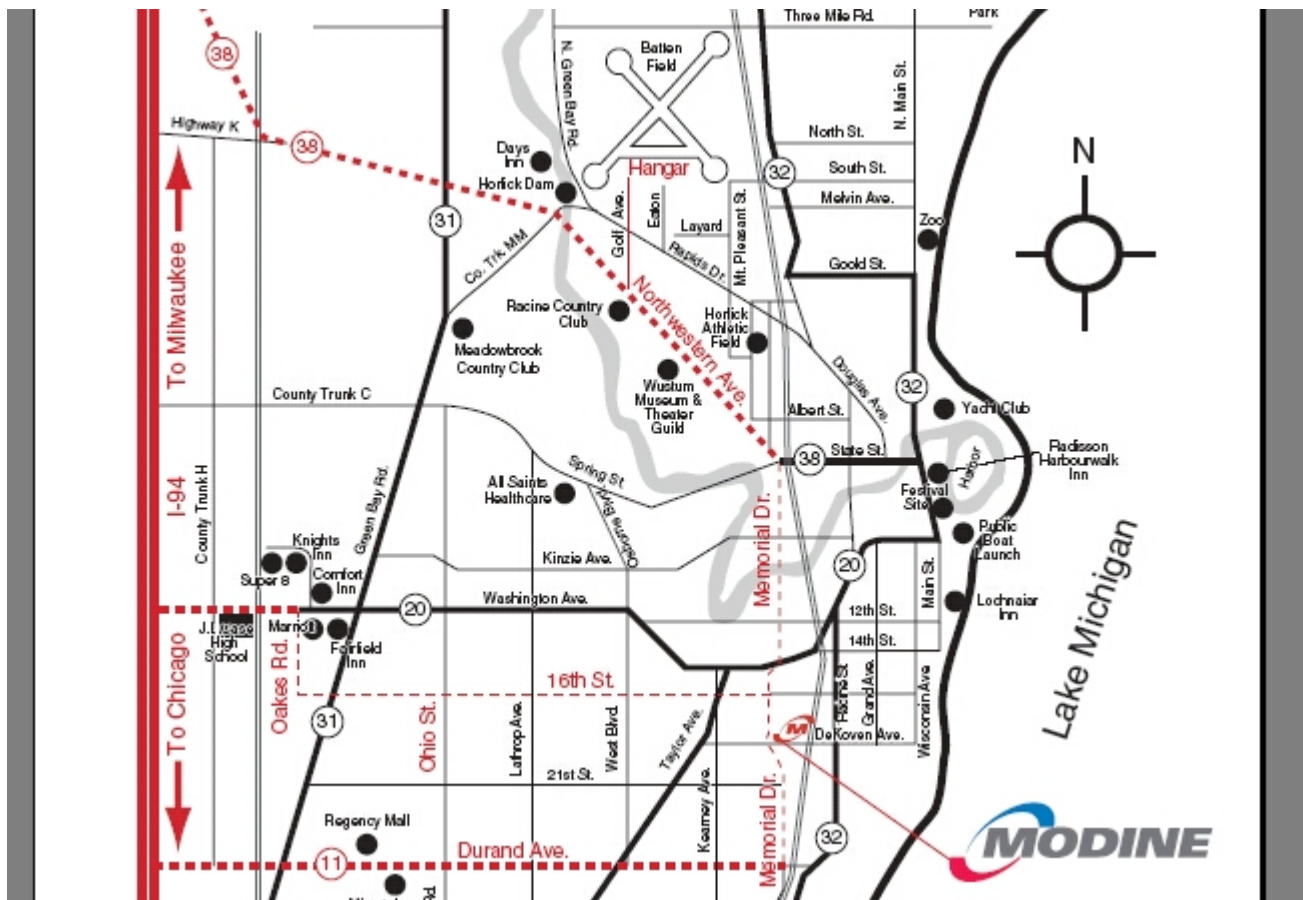 Three Mile Rd.
Park
38
N. Green Bay Rd.
Batten
Field
N. Main St.
Highway K
38
North St.
Days
Inn
Hangar
32
South St.
Horlick Dam
Melvin Ave.
N
31
Golf Ave.
Eaton
Layard
Mt. Pleasant St.
Zoo
Co. Trk MM
Rapids Dr.
Goold St.
To Milwaukee
Racine Country
Club
Northwestern Ave.
Horlick
Athletic
Field
Meadowbrook
Country Club
Wustum
Museum &
Theater
Guild
Douglas Ave.
32
County Trunk C
Albert St.
Yacht Club
38
State St.
Radisson
Harbourwalk
Inn
Harbor
Spring St.
All Saints
Healthcare
Festival
Site
I-94
County Trunk H
Green Bay Rd.
Osborne Blvd.
Memorial Dr.
Public
Boat
Launch
Knights
Inn
Super 8
Comfort
Inn
Kinzie Ave.
20
Main St.
Lake Michigan
Washington Ave.
20
12th St.
Lochnaiar
Inn
J.I. Case
High
School
Marriott
Fairfield
Inn
14th St.
To Chicago
Oakes Rd.
16th St.
31
Ohio St.
Lathrop Ave.
West Blvd.
Taylor Ave.
Racine St
Grand Ave.
Wisconsin Ave
M
DeKoven Ave.
21st St.
Kearney Ave.
Memorial Dr.
Regency Mall
32
MODINE
11
Durand Ave.
Rd.